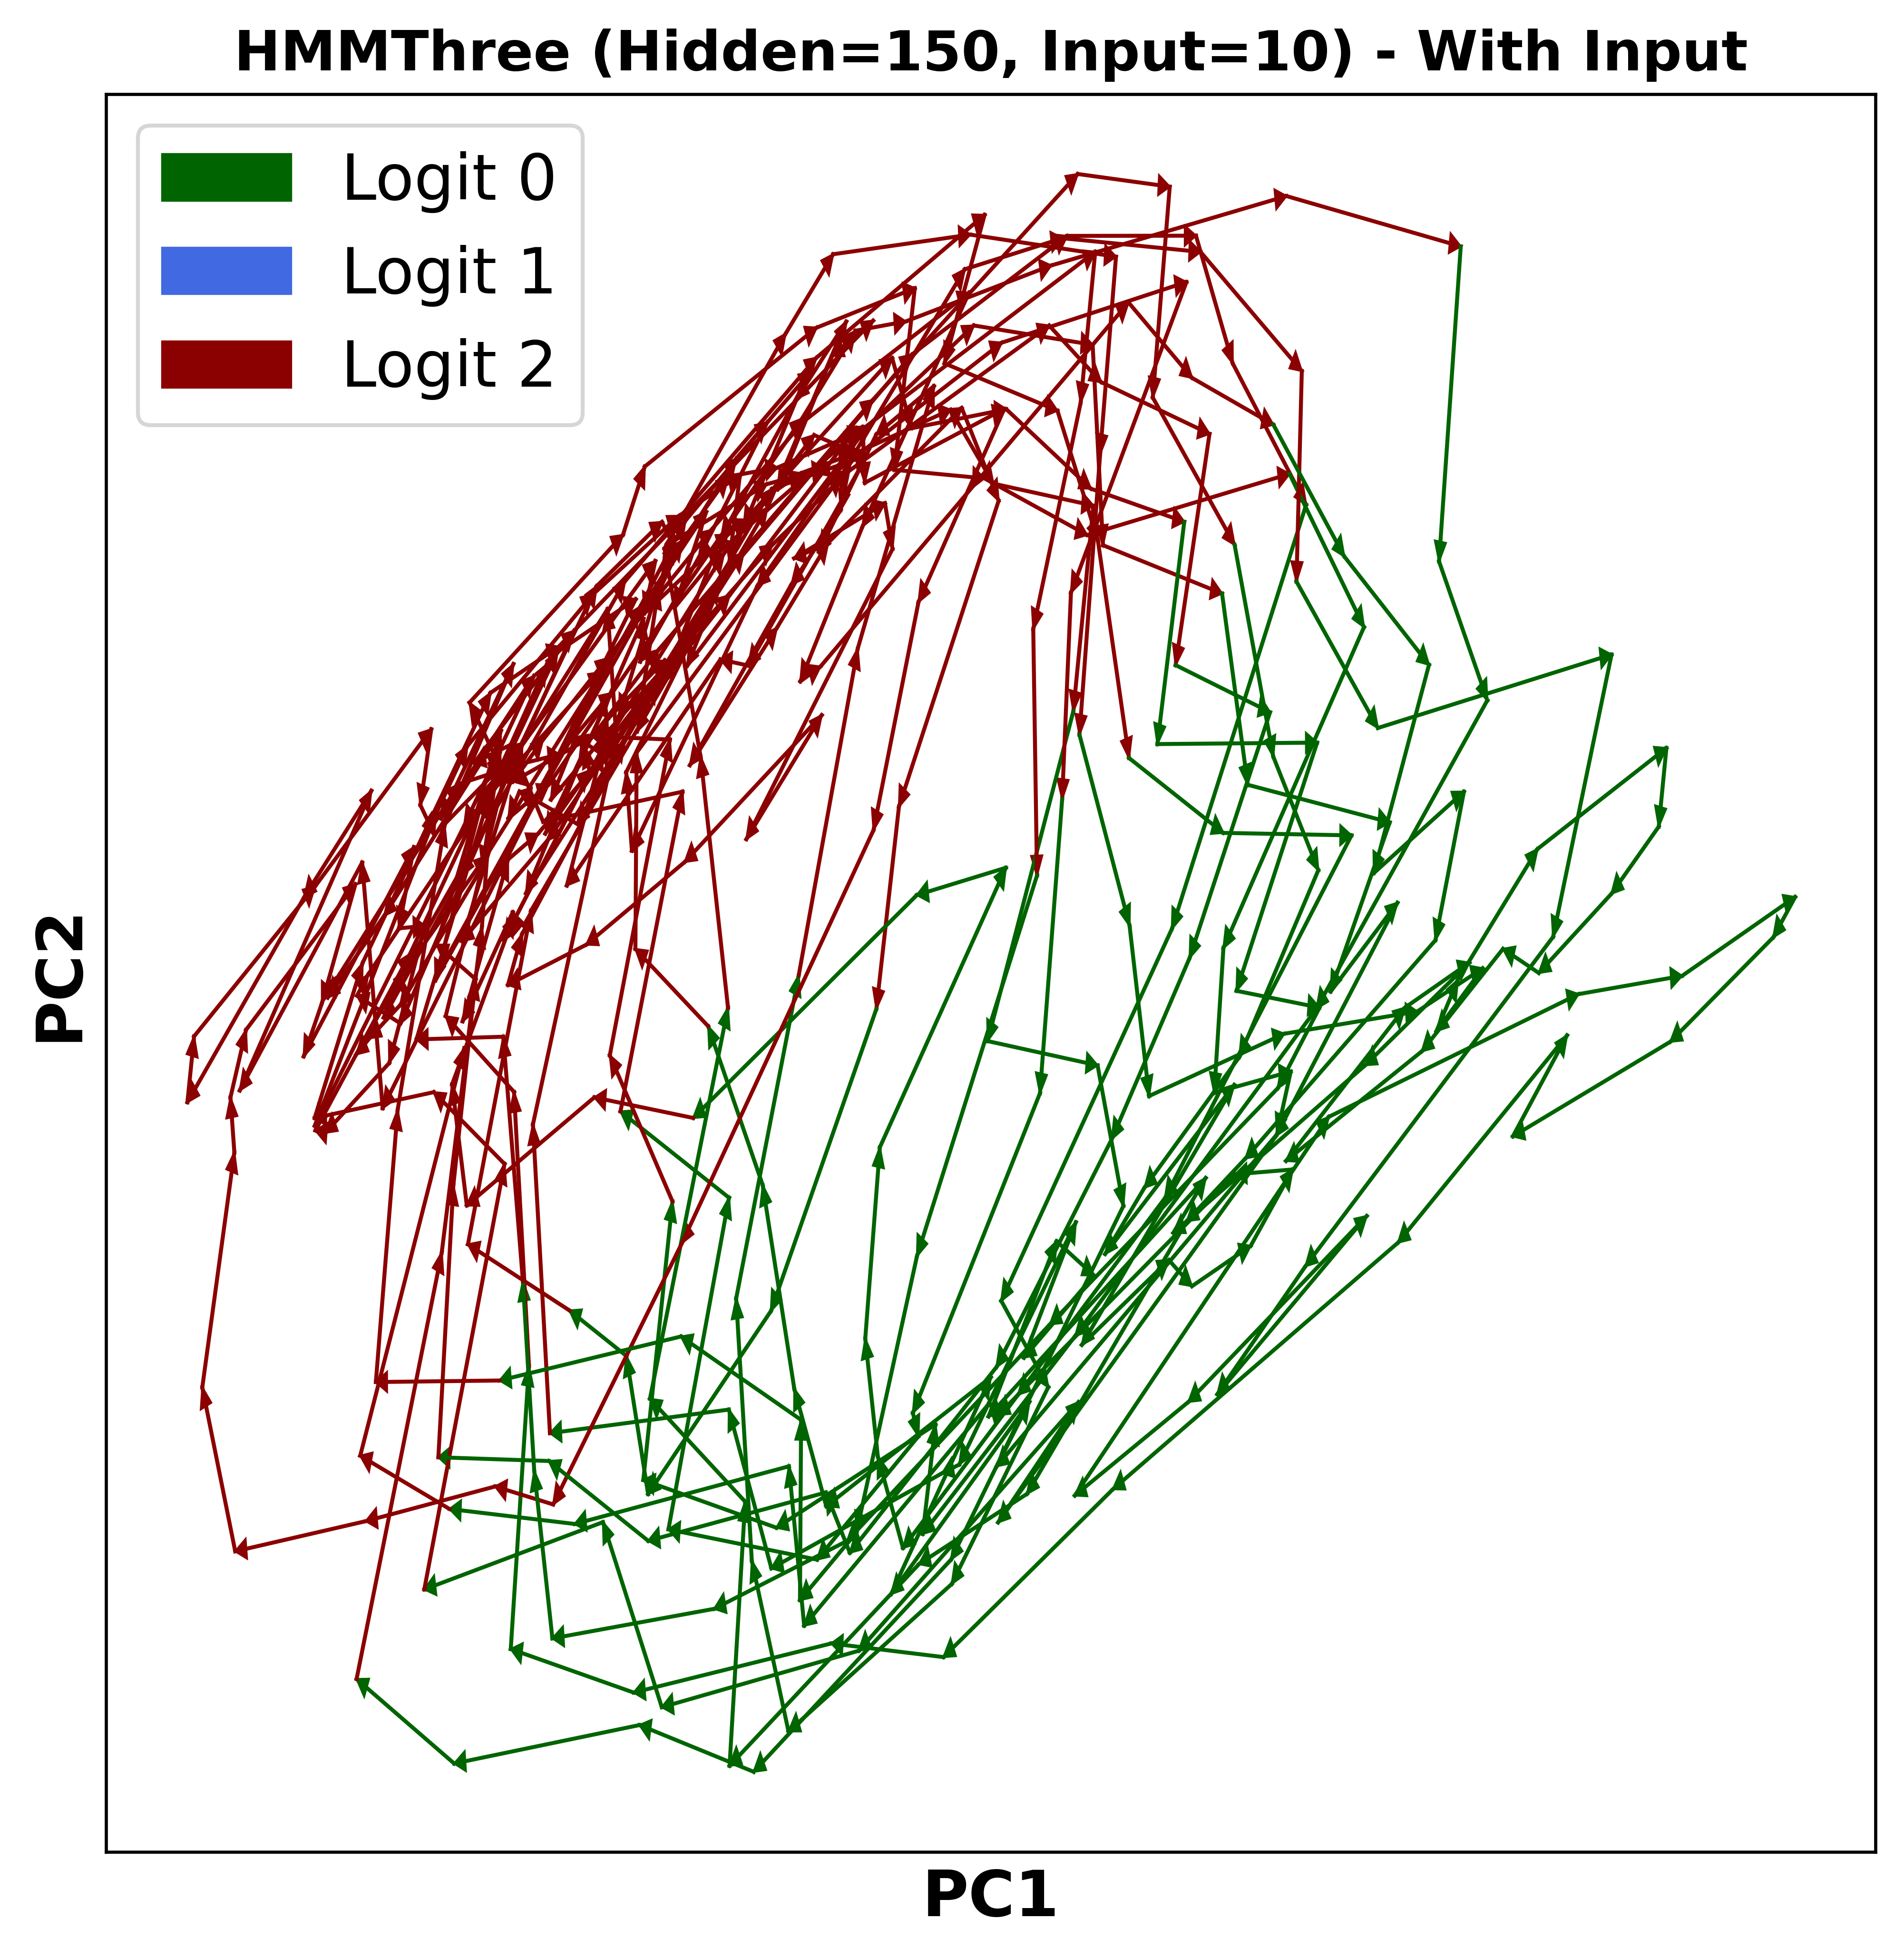 HMMThree (Hidden=150, Input=10) - With Input
Logit 0
Logit 1
Logit 2
PC2
PC1